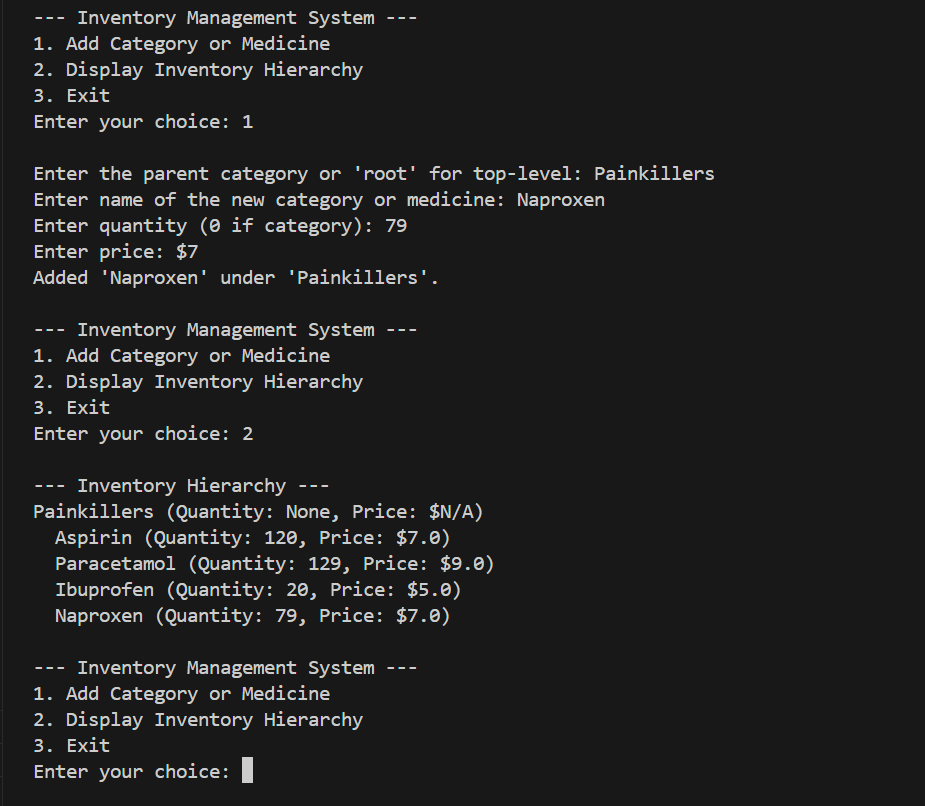 --- Inventory Management System ---
1. Add Category or Medicine
2. Display Inventory Hierarchy
3. Exit
Enter your choice: 1
Enter the parent category or 'root' for top-level: Painkillers
Enter name of the new category or medicine: Naproxen
Enter quantity (0 if category): 79
Enter price: $7
Added 'Naproxen' under 'Painkillers'.
--- Inventory Management System ---
1. Add Category or Medicine
2. Display Inventory Hierarchy
3. Exit
Enter your choice: 2
--- Inventory Hierarchy ---
Painkillers (Quantity: None, Price: $N/A)
  Aspirin (Quantity: 120, Price: $7.0)
  Paracetamol (Quantity: 129, Price: $9.0)
  Ibuprofen (Quantity: 20, Price: $5.0)
  Naproxen (Quantity: 79, Price: $7.0)
--- Inventory Management System ---
1. Add Category or Medicine
2. Display Inventory Hierarchy
3. Exit
Enter your choice: